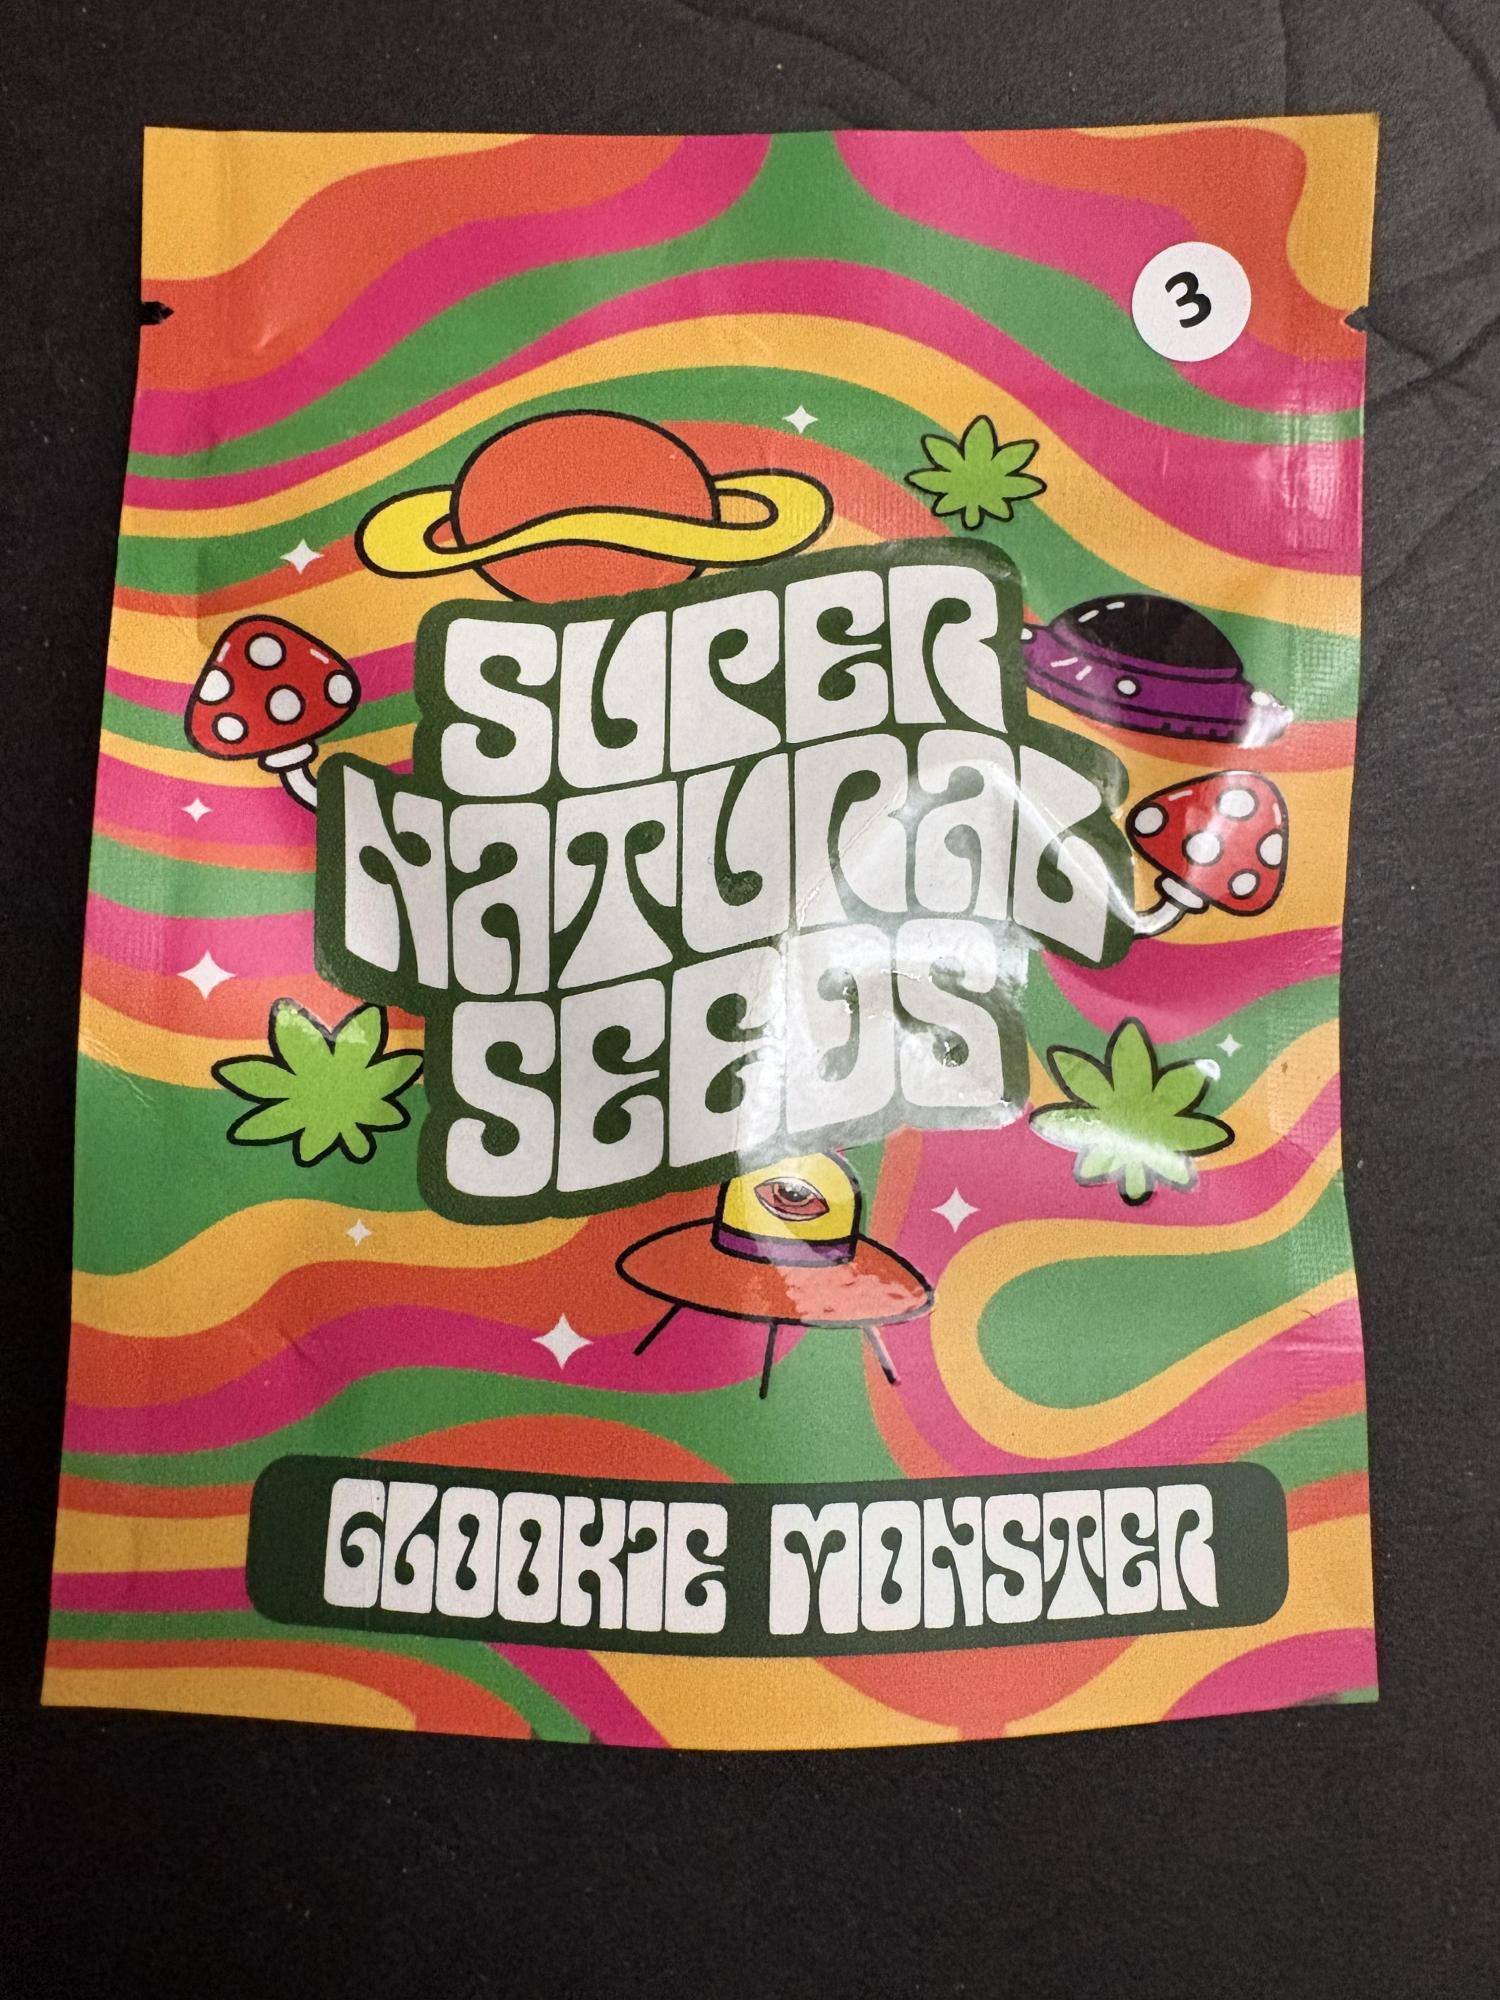 3
SUPER
NATURAL
SEEDS
GLOOKIE MONSTER